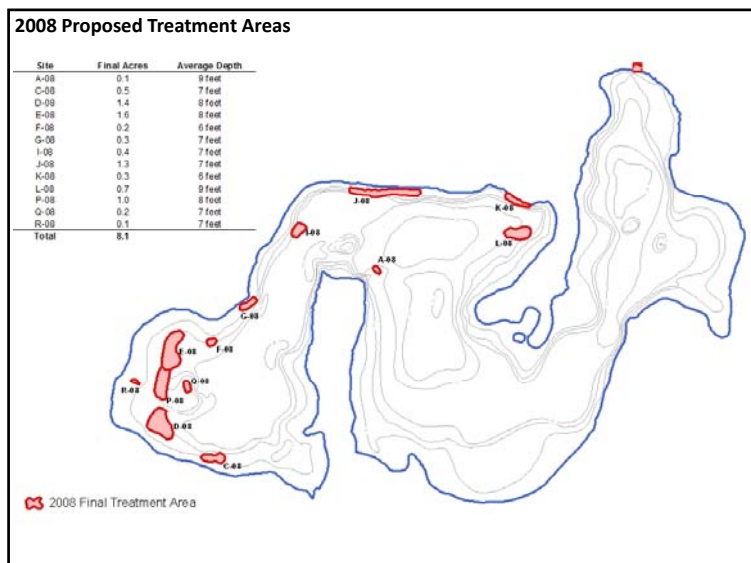 2008 Proposed Treatment Areas
Site Final Acres Average Depth
A-08 0.1 9 feet
C-08 0.5 7 feet
D-08 1.4 8 feet
E-08 1.6 8 feet
F-08 0.2 6 feet
G-08 0.3 7 feet
I-08 0.4 7 feet
J-08 1.3 7 feet
K-08 0.3 6 feet
L-08 0.7 9 feet
P-08 1.0 8 feet
Q-08 0.2 7 feet
R-08 0.1 7 feet
Total 8.1
J-08
K-08
I-08
L-08
A-08
G-08
F-08
E-08
Q-08
R-08
P-08
D-08
C-08
2008 Final Treatment Area